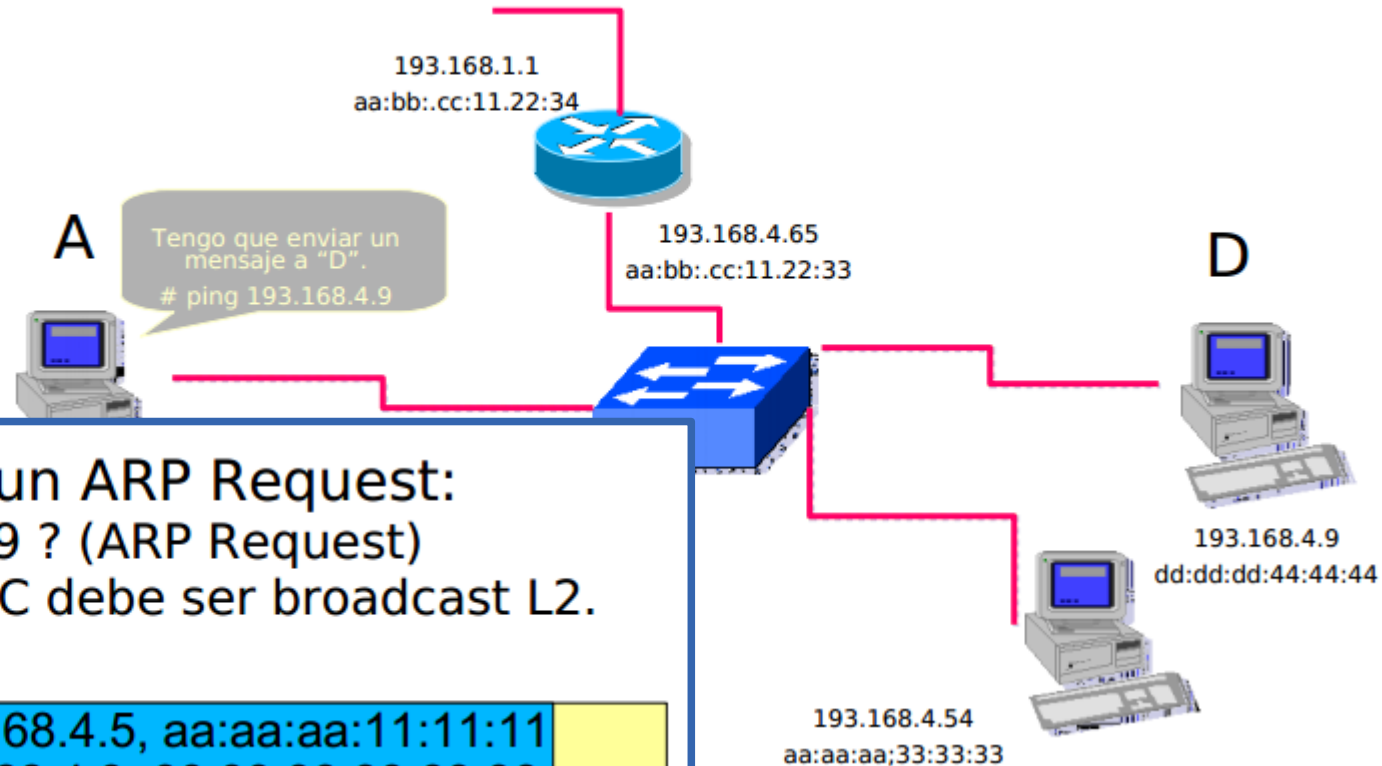 193.168.1.1
aa:bb:.cc:11.22:34
A
Tengo que enviar un
mensaje a “D”.
# ping 193.168.4.9
193.168.4.65
aa:bb:.cc:11.22:33
D
un ARP Request:
9 ? (ARP Request)
C debe ser broadcast L2.
193.168.4.9
dd:dd:dd:44:44:44
68.4.5, aa:aa:aa:11:11:11
193.168.4.54
aa:aa:aa;33:33:33